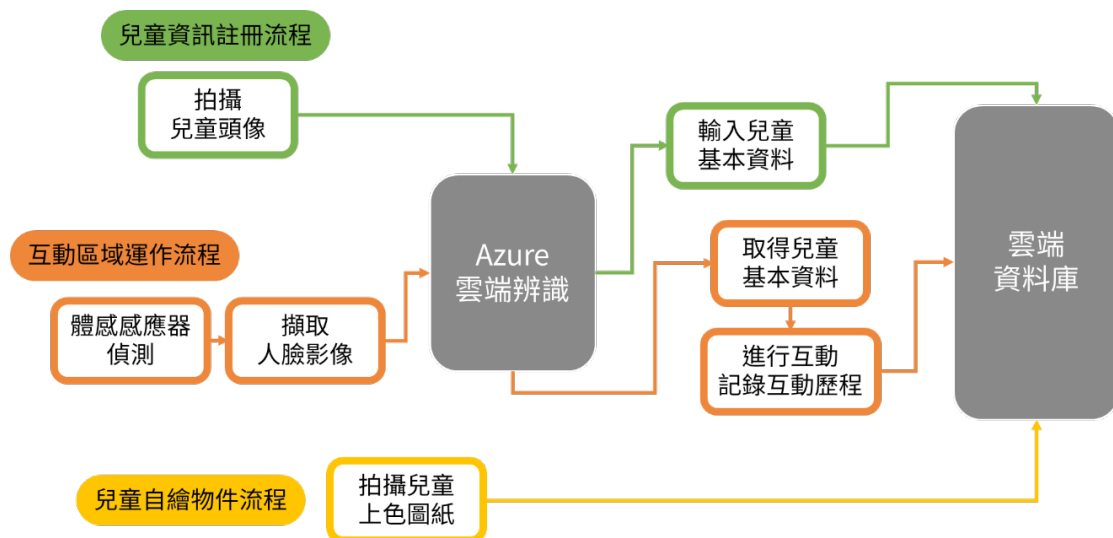 兒童資訊註冊流程
拍攝
兒童頭像
輸入兒童
基本資料
互動區域運作流程
體感感應器
偵測
擷取
人臉影像
Azure
雲端辨識
取得兒童
基本資料
進行互動
記錄互動歷程
雲端
資料庫
兒童自繪物件流程
拍攝兒童
上色圖紙